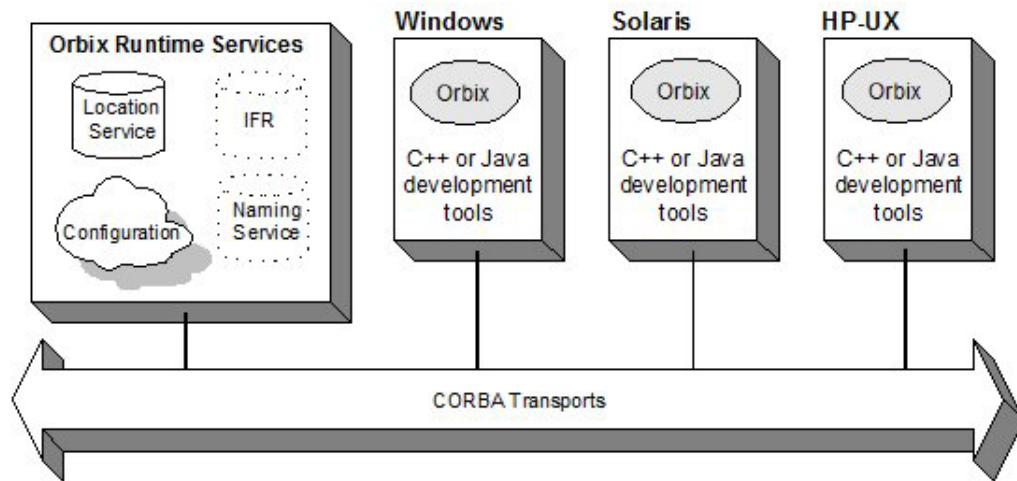 Orbix Runtime Services
Location
Service
IFR
Configuration
Naming
Service
Windows
Orbix
C++ or Java
development
tools
Solaris
Orbix
C++ or Java
development
tools
HP-UX
Orbix
C++ or Java
development
tools
CORBA Transports